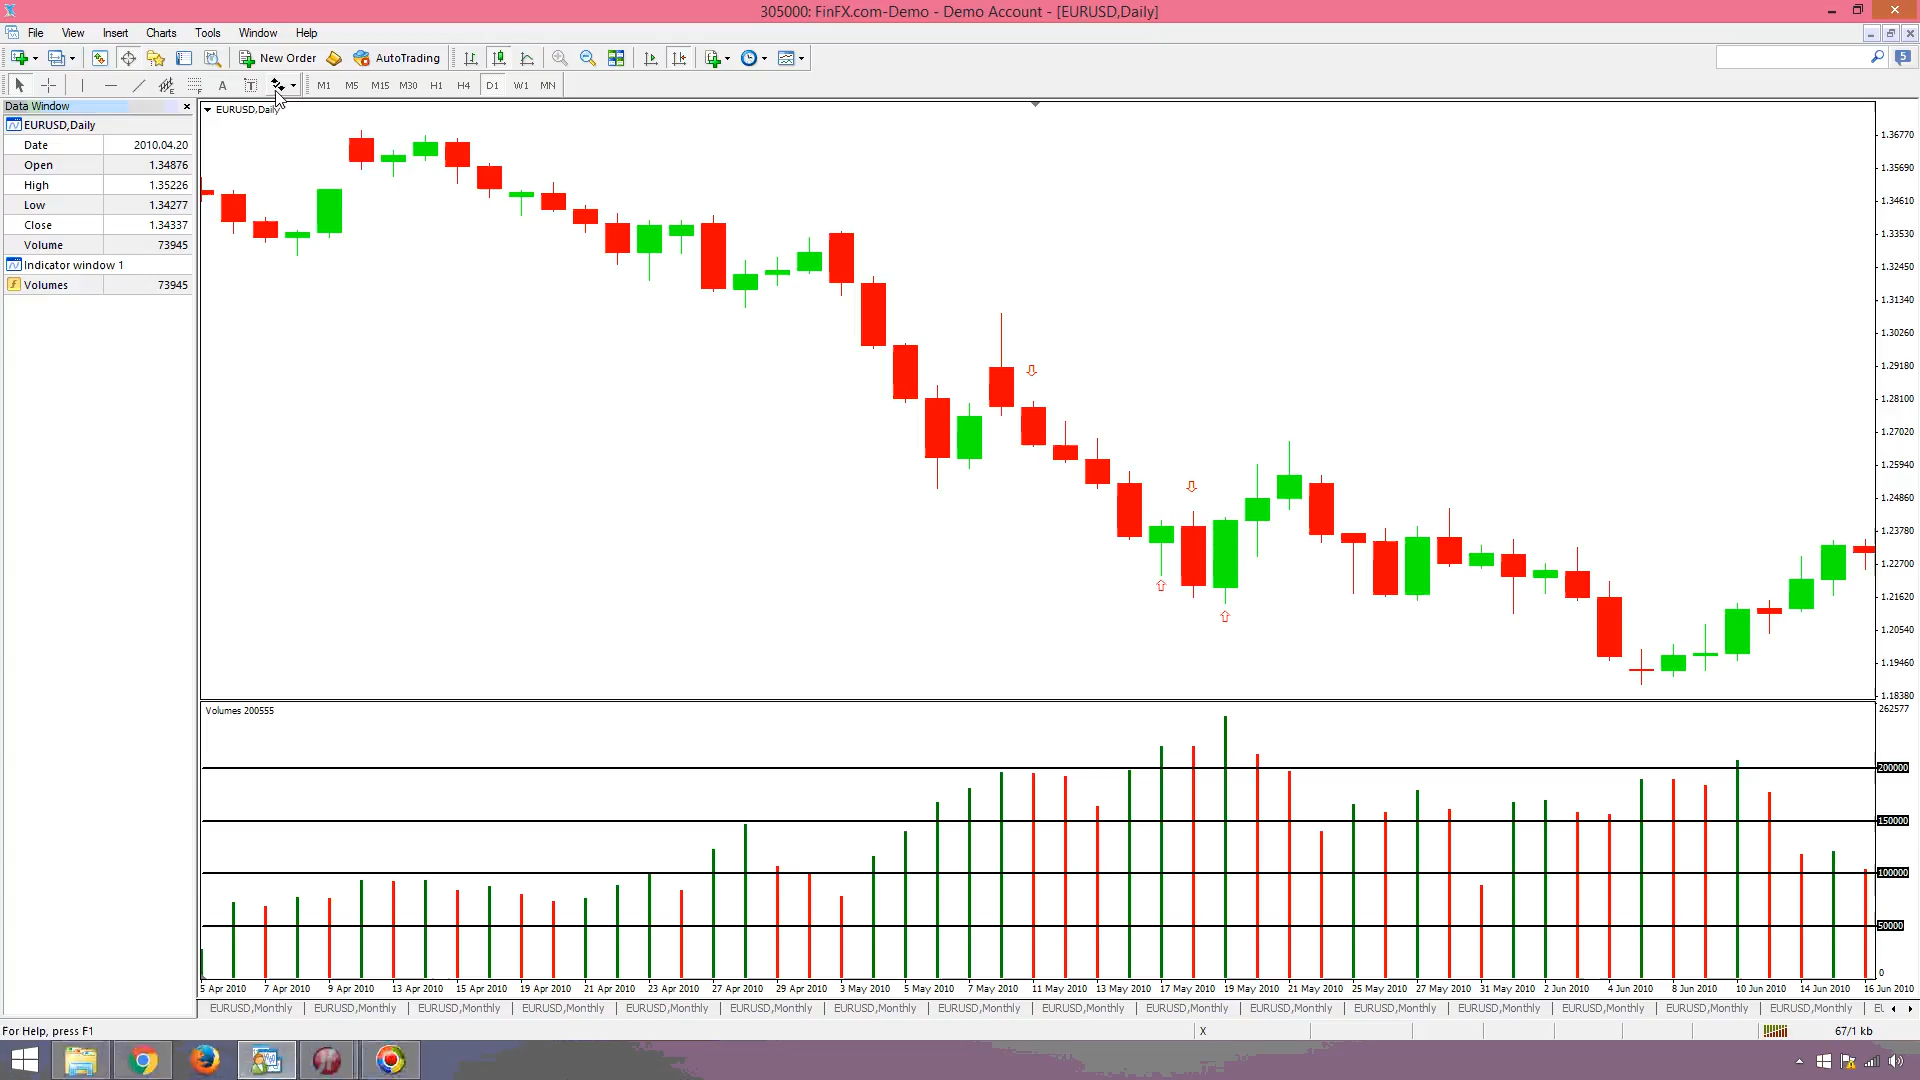 305000: FinFX.com-Demo - Demo Account - [EURUSD,Daily]
File View Insert Charts Tools Window Help
New Order AutoTrading 5
A T M1 M5 M15 M30 H1 H4 D1 W1 MN
Data Window
EURUSD,Daily
Date 2010.04.20
Open 1.34876
High 1.35226
Low 1.34277
Close 1.34337
Volume 73945
Indicator window 1
Volumes 73945
EURUSD,Daily
1.36770
1.35690
1.34610
1.33530
1.32450
1.31340
1.30260
1.29180
1.28100
1.27020
1.25940
1.24860
1.23780
1.22700
1.21620
1.20540
1.19460
1.18380
Volumes 200555
262577
200000
150000
100000
50000
0
5 Apr 2010 7 Apr 2010 9 Apr 2010 13 Apr 2010 15 Apr 2010 19 Apr 2010 21 Apr 2010 23 Apr 2010 27 Apr 2010 29 Apr 2010 3 May 2010 5 May 2010 7 May 2010 11 May 2010 13 May 2010 17 May 2010 19 May 2010 21 May 2010 25 May 2010 27 May 2010 31 May 2010 2 Jun 2010 4 Jun 2010 8 Jun 2010 10 Jun 2010 14 Jun 2010 16 Jun 2010
EURUSD,Monthly EURUSD,Monthly EURUSD,Monthly EURUSD,Monthly EURUSD,Monthly EURUSD,Monthly EURUSD,Monthly EURUSD,Monthly EURUSD,Monthly EURUSD,Monthly EURUSD,Monthly EURUSD,Monthly EURUSD,Monthly EURUSD,Monthly EURUSD,Monthly EURUSD,Monthly
For Help, press F1 X 67/1 kb